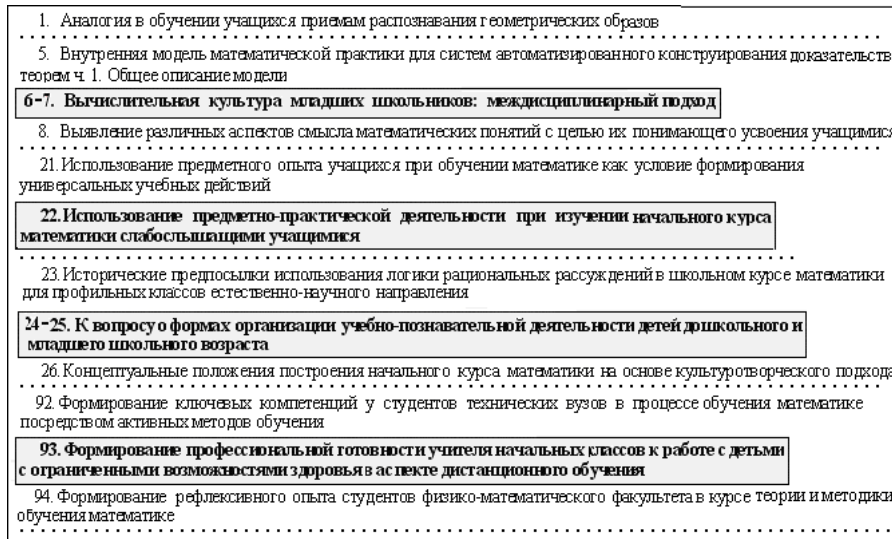 1. Аналогия в обучении учащихся приемам распознавания геометрических образов
5. Внутренняя модель математической практики для систем автоматизированного конструирования доказательств
теорем ч. 1. Общее описание модели
6-7. Вычислительная культура младших школьников: междисциплинарный подход
8. Выявление различных аспектов смысла математических понятий с целью их понимающего усвоения учащимися
21. Использование предметного опыта учащихся при обучении математике как условие формирования
универсальных учебных действий
22. Использование предметно-практической деятельности при изучении начального курса
математики слабослышащими учащимися
23. Исторические предпосылки использования логики рациональных рассуждений в школьном курсе математики
для профильных классов естественно-научного направления
24-25. К вопросу о формах организации учебно-познавательной деятельности детей дошкольного и
младшего школьного возраста
26. Концептуальные положения построения начального курса математики на основе культуротворческого подхода
92. Формирование ключевых компетенций у студентов технических вузов в процессе обучения математике
посредством активных методов обучения
93. Формирование профессиональной готовности учителя начальных классов к работе с детьми
с ограниченными возможностями здоровья в аспекте дистанционного обучения
94. Формирование рефлексивного опыта студентов физико-математического факультета в курсе теории и методики
обучения математике